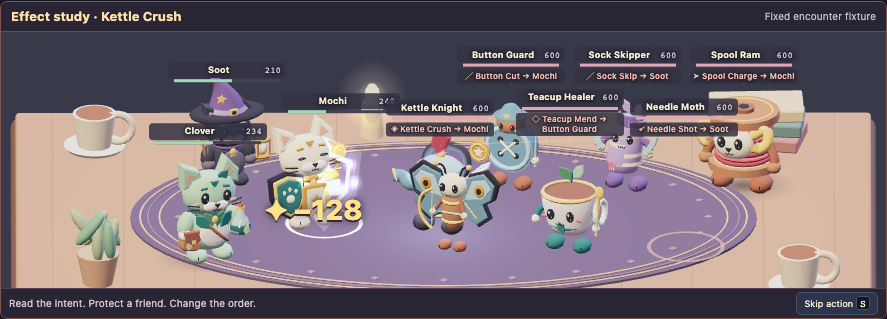 Effect study · Kettle Crush
Fixed encounter fixture
Button Guard 600
Sock Skipper 600
Spool Ram 600
Soot 210
Button Cut → Mochi
Sock Skip → Soot
Spool Charge → Mochi
Mochi
Kettle Knight 600
Teacup Healer 600
Needle Moth 600
Clover 234
Kettle Crush → Mochi
Teacup Mend →
Button Guard
Needle Shot → Soot
-128
Read the intent. Protect a friend. Change the order.
Skip action S